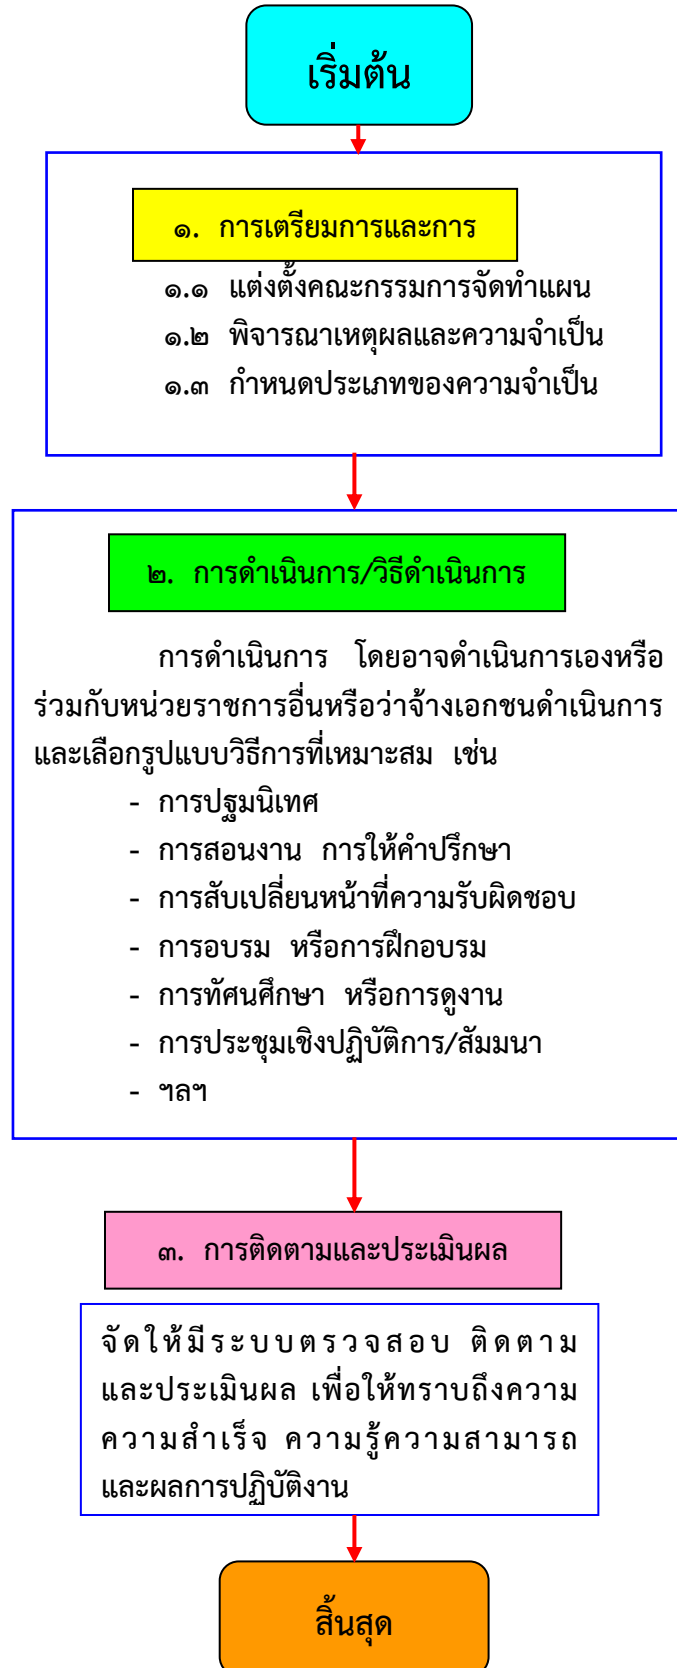 เริ่มต้น
๑. การเตรียมการและการ
๑.๑ แต่งตั้งคณะกรรมการจัดทำแผน
๑.๒ พิจารณาเหตุผลและความจำเป็น
๑.๓ กำหนดประเภทของความจำเป็น
๒. การดำเนินการ/วิธีดำเนินการ
การดำเนินการ โดยอาจดำเนินการเองหรือ
ร่วมกับหน่วยราชการอื่นหรือว่าจ้างเอกชนดำเนินการ
และเลือกรูปแบบวิธีการที่เหมาะสม เช่น
- การปฐมนิเทศ
- การสอนงาน การให้คำปรึกษา
- การสับเปลี่ยนหน้าที่ความรับผิดชอบ
- การอบรม หรือการฝึกอบรม
- การทัศนศึกษา หรือการดูงาน
- การประชุมเชิงปฏิบัติการ/สัมมนา
- ฯลฯ
๓. การติดตามและประเมินผล
จัดให้มีระบบตรวจสอบ ติดตาม
และประเมินผล เพื่อให้ทราบถึงความ
ความสำเร็จ ความรู้ความสามารถ
และผลการปฏิบัติงาน
สิ้นสุด